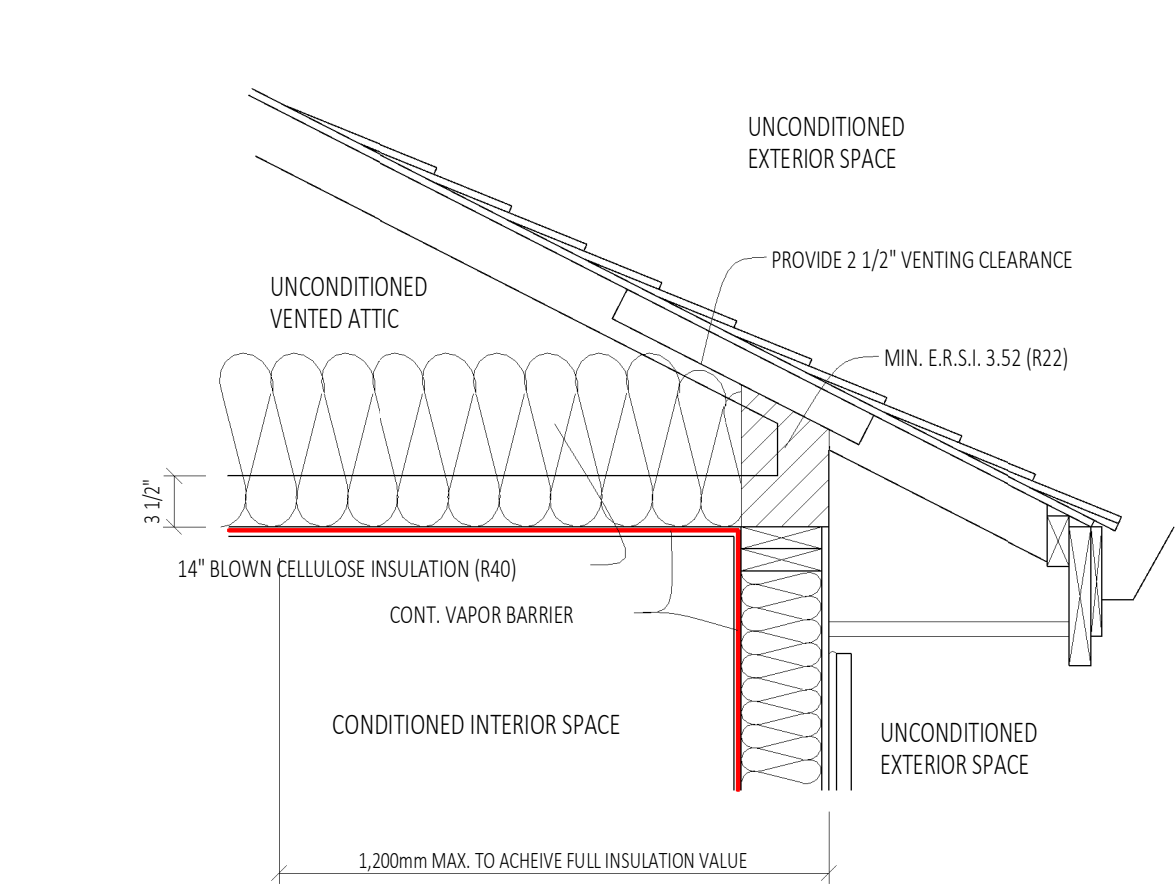 UNCONDITIONED
EXTERIOR SPACE
PROVIDE 2 1/2" VENTING CLEARANCE
UNCONDITIONED
VENTED ATTIC
MIN. E.R.S.I. 3.52 (R22)
3 1/2"
14" BLOWN CELLULOSE INSULATION (R40)
CONT. VAPOR BARRIER
CONDITIONED INTERIOR SPACE
UNCONDITIONED
EXTERIOR SPACE
1,200mm MAX. TO ACHEIVE FULL INSULATION VALUE